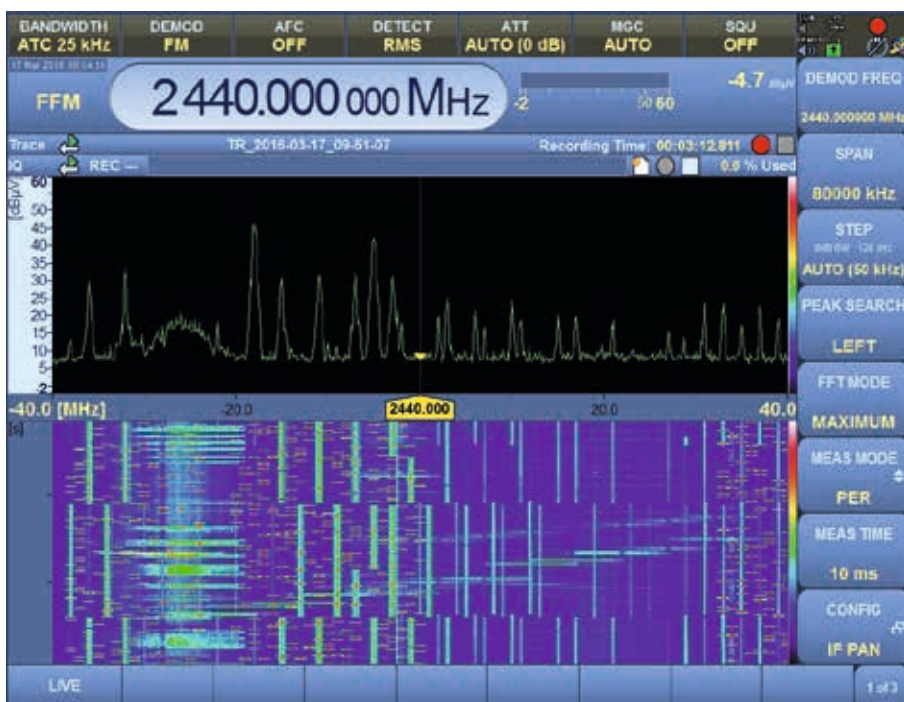 BANDWIDTH DEMOD AFC DETECT ATT MGC SQU
ATC 25 kHz FM OFF RMS AUTO (0 dB) AUTO OFF
FFM 2 440.000 000 MHz -2 50 60 -4.7
DEMOD FREQ
2440.000000 MHz
Trace TR_2016-03-17_09-51-07 Recording Time: 00:03:12.811
IQ REC --- 0.0 % Used
SPAN
80000 kHz
STEP
AUTO (50 kHz)
PEAK SEARCH
LEFT
FFT MODE
MAXIMUM
MEAS MODE
PER
MEAS TIME
10 ms
CONFIG
IF PAN
[dBµV]
60
50
45
40
35
30
25
20
15
10
5
-2
-40.0 [MHz] -20.0 2440.000 20.0 40.0
[s]
LIVE 1 of 3